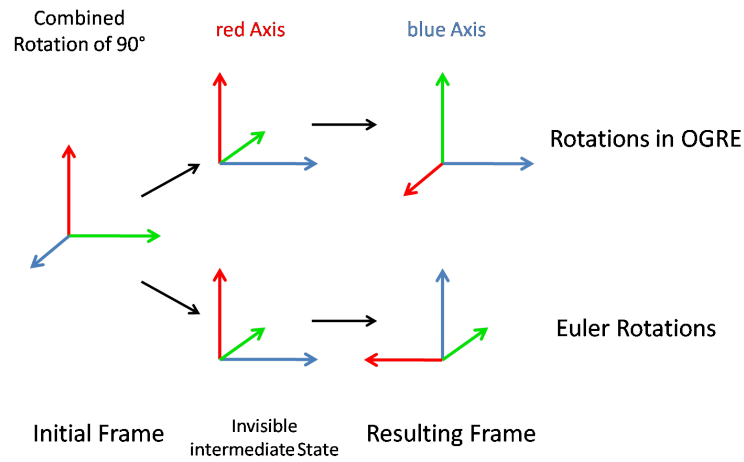 Combined
Rotation of 90°
red Axis
blue Axis
Rotations in OGRE
Euler Rotations
Initial Frame
Invisible
intermediate State
Resulting Frame